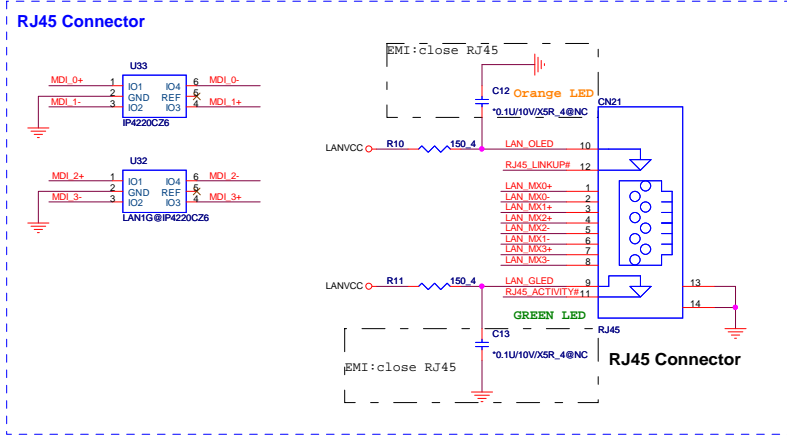 RJ45 Connector
EMI:close RJ45
U33
MDI_0+ 1 IO1 IO4 6 MDI_0-
2 GND REF 5
MDI_1- 3 IO2 IO3 4 MDI_1+
IP4220CZ6
C12 Orange LED
*0.1U/10V/X5R_4@NC
CN21
LANVCC R10 150_4 LAN_OLED 10
RJ45_LINKUP# 12
U32
MDI_2+ 1 IO1 IO4 6 MDI_2-
2 GND REF 5
MDI_3- 3 IO2 IO3 4 MDI_3+
LAN1G@IP4220CZ6
LAN_MX0+ 1
LAN_MX0- 2
LAN_MX1+ 3
LAN_MX2+ 4
LAN_MX2- 5
LAN_MX1- 6
LAN_MX3+ 7
LAN_MX3- 8
LANVCC R11 150_4 LAN_GLED 9
RJ45_ACTIVITY# 11
13
14
GREEN LED
RJ45
C13
*0.1U/10V/X5R_4@NC
EMI:close RJ45
RJ45 Connector